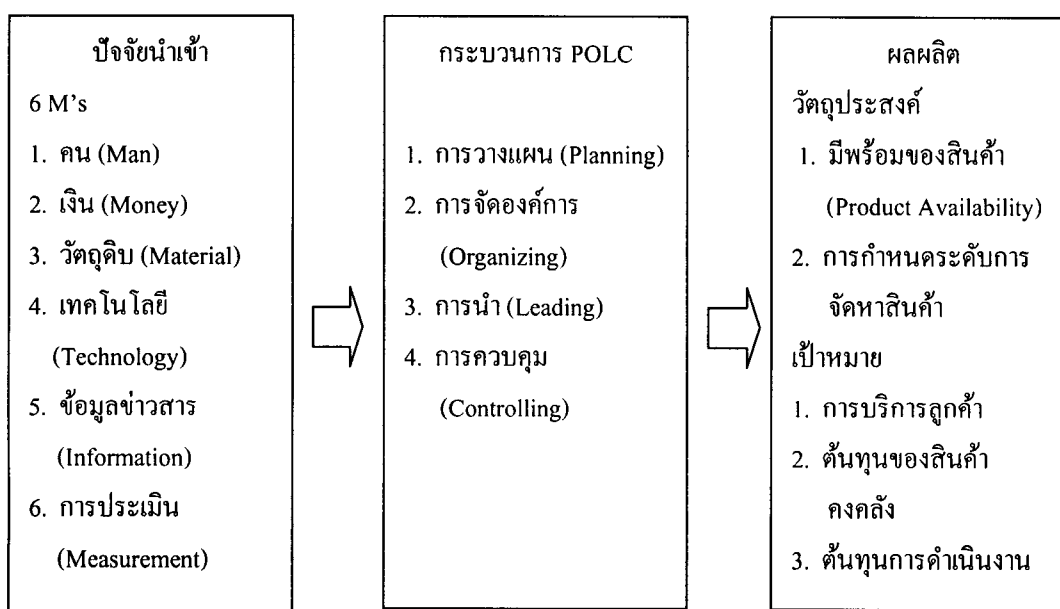 ปัจจัยนำเข้า
6 M's
1. คน (Man)
2. เงิน (Money)
3. วัตถุดิบ (Material)
4. เทคโนโลยี
(Technology)
5. ข้อมูลข่าวสาร
(Information)
6. การประเมิน
(Measurement)
กระบวนการ POLC
1. การวางแผน (Planning)
2. การจัดองค์การ
(Organizing)
3. การนำ (Leading)
4. การควบคุม
(Controlling)
ผลผลิต
วัตถุประสงค์
1. มีพร้อมของสินค้า
(Product Availability)
2. การกำหนดระดับการ
จัดหาสินค้า
เป้าหมาย
1. การบริการลูกค้า
2. ต้นทุนของสินค้า
คงคลัง
3. ต้นทุนการดำเนินงาน